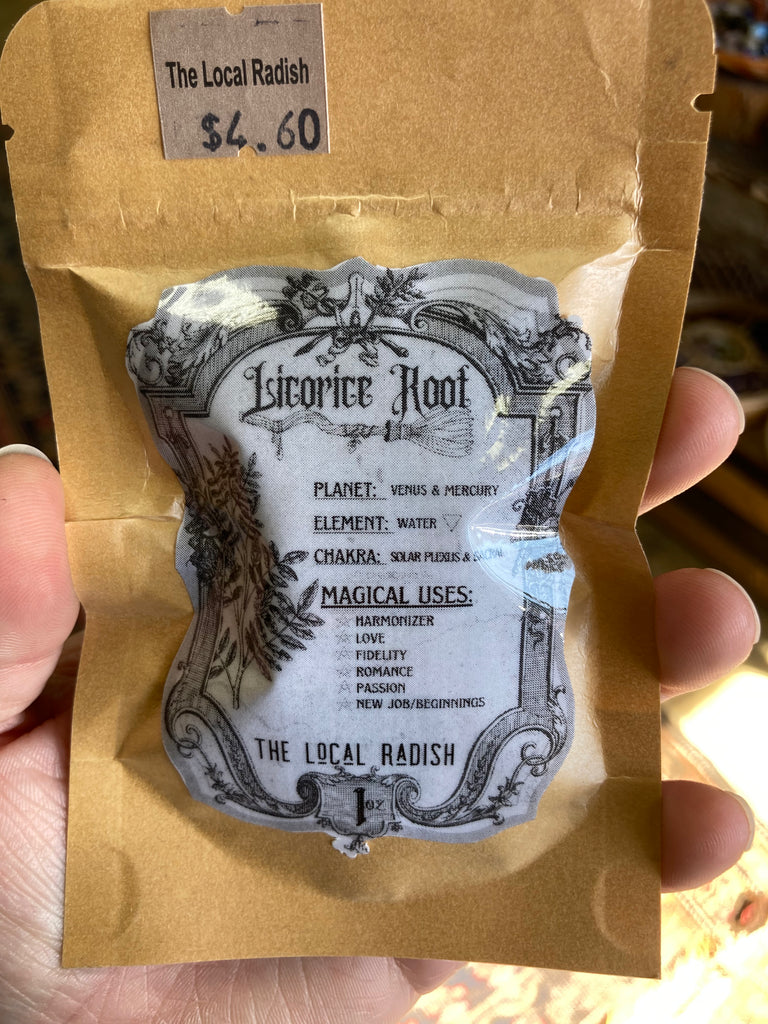 The Local Radish
$4.60
Licorice Root
PLANET: VENUS & MERCURY
ELEMENT: WATER
CHAKRA: SOLAR PLEXUS & SACRAL
MAGICAL USES:
HARMONIZER
LOVE
FIDELITY
ROMANCE
PASSION
NEW JOB/BEGINNINGS
THE LOCAL RADISH
1 OZ